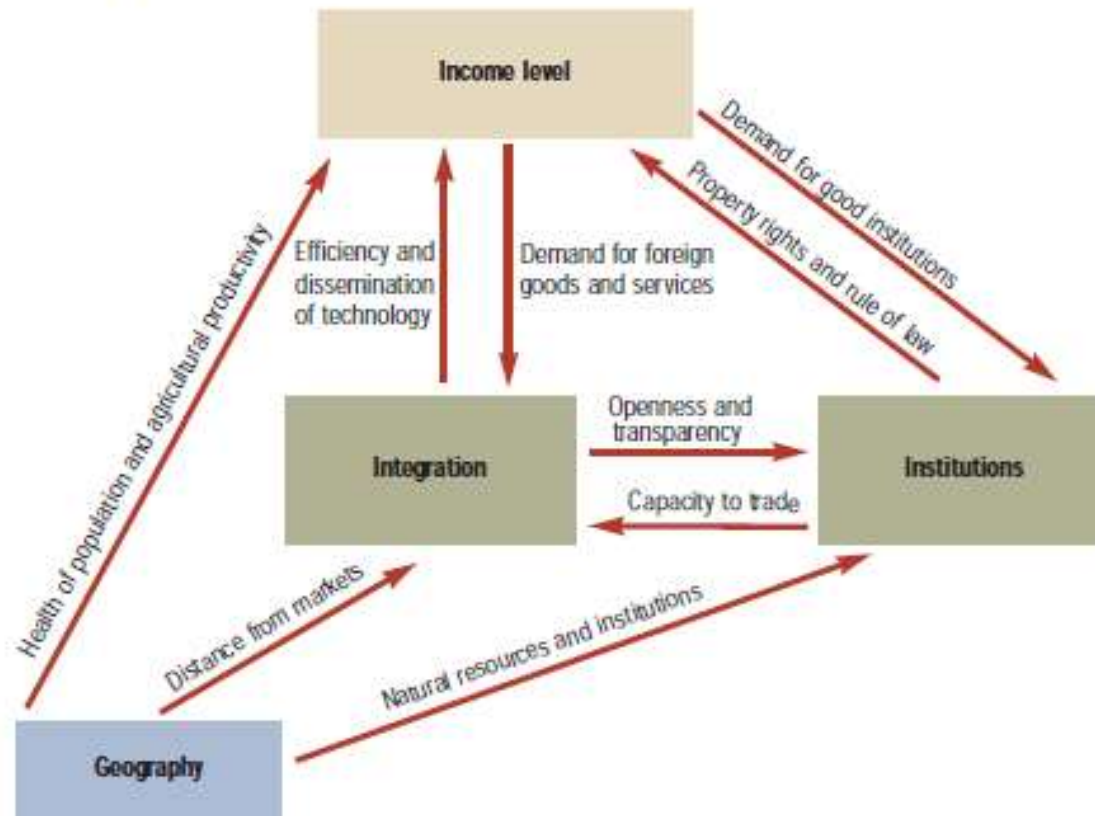 Income level
Demand for good institutions
Property rights and rule of law
Health of population and agricultural productivity
Efficiency and
dissemination
of technology
Demand for foreign
goods and services
Openness and
transparency
Integration
Institutions
Capacity to trade
Distance from markets
Natural resources and institutions
Geography